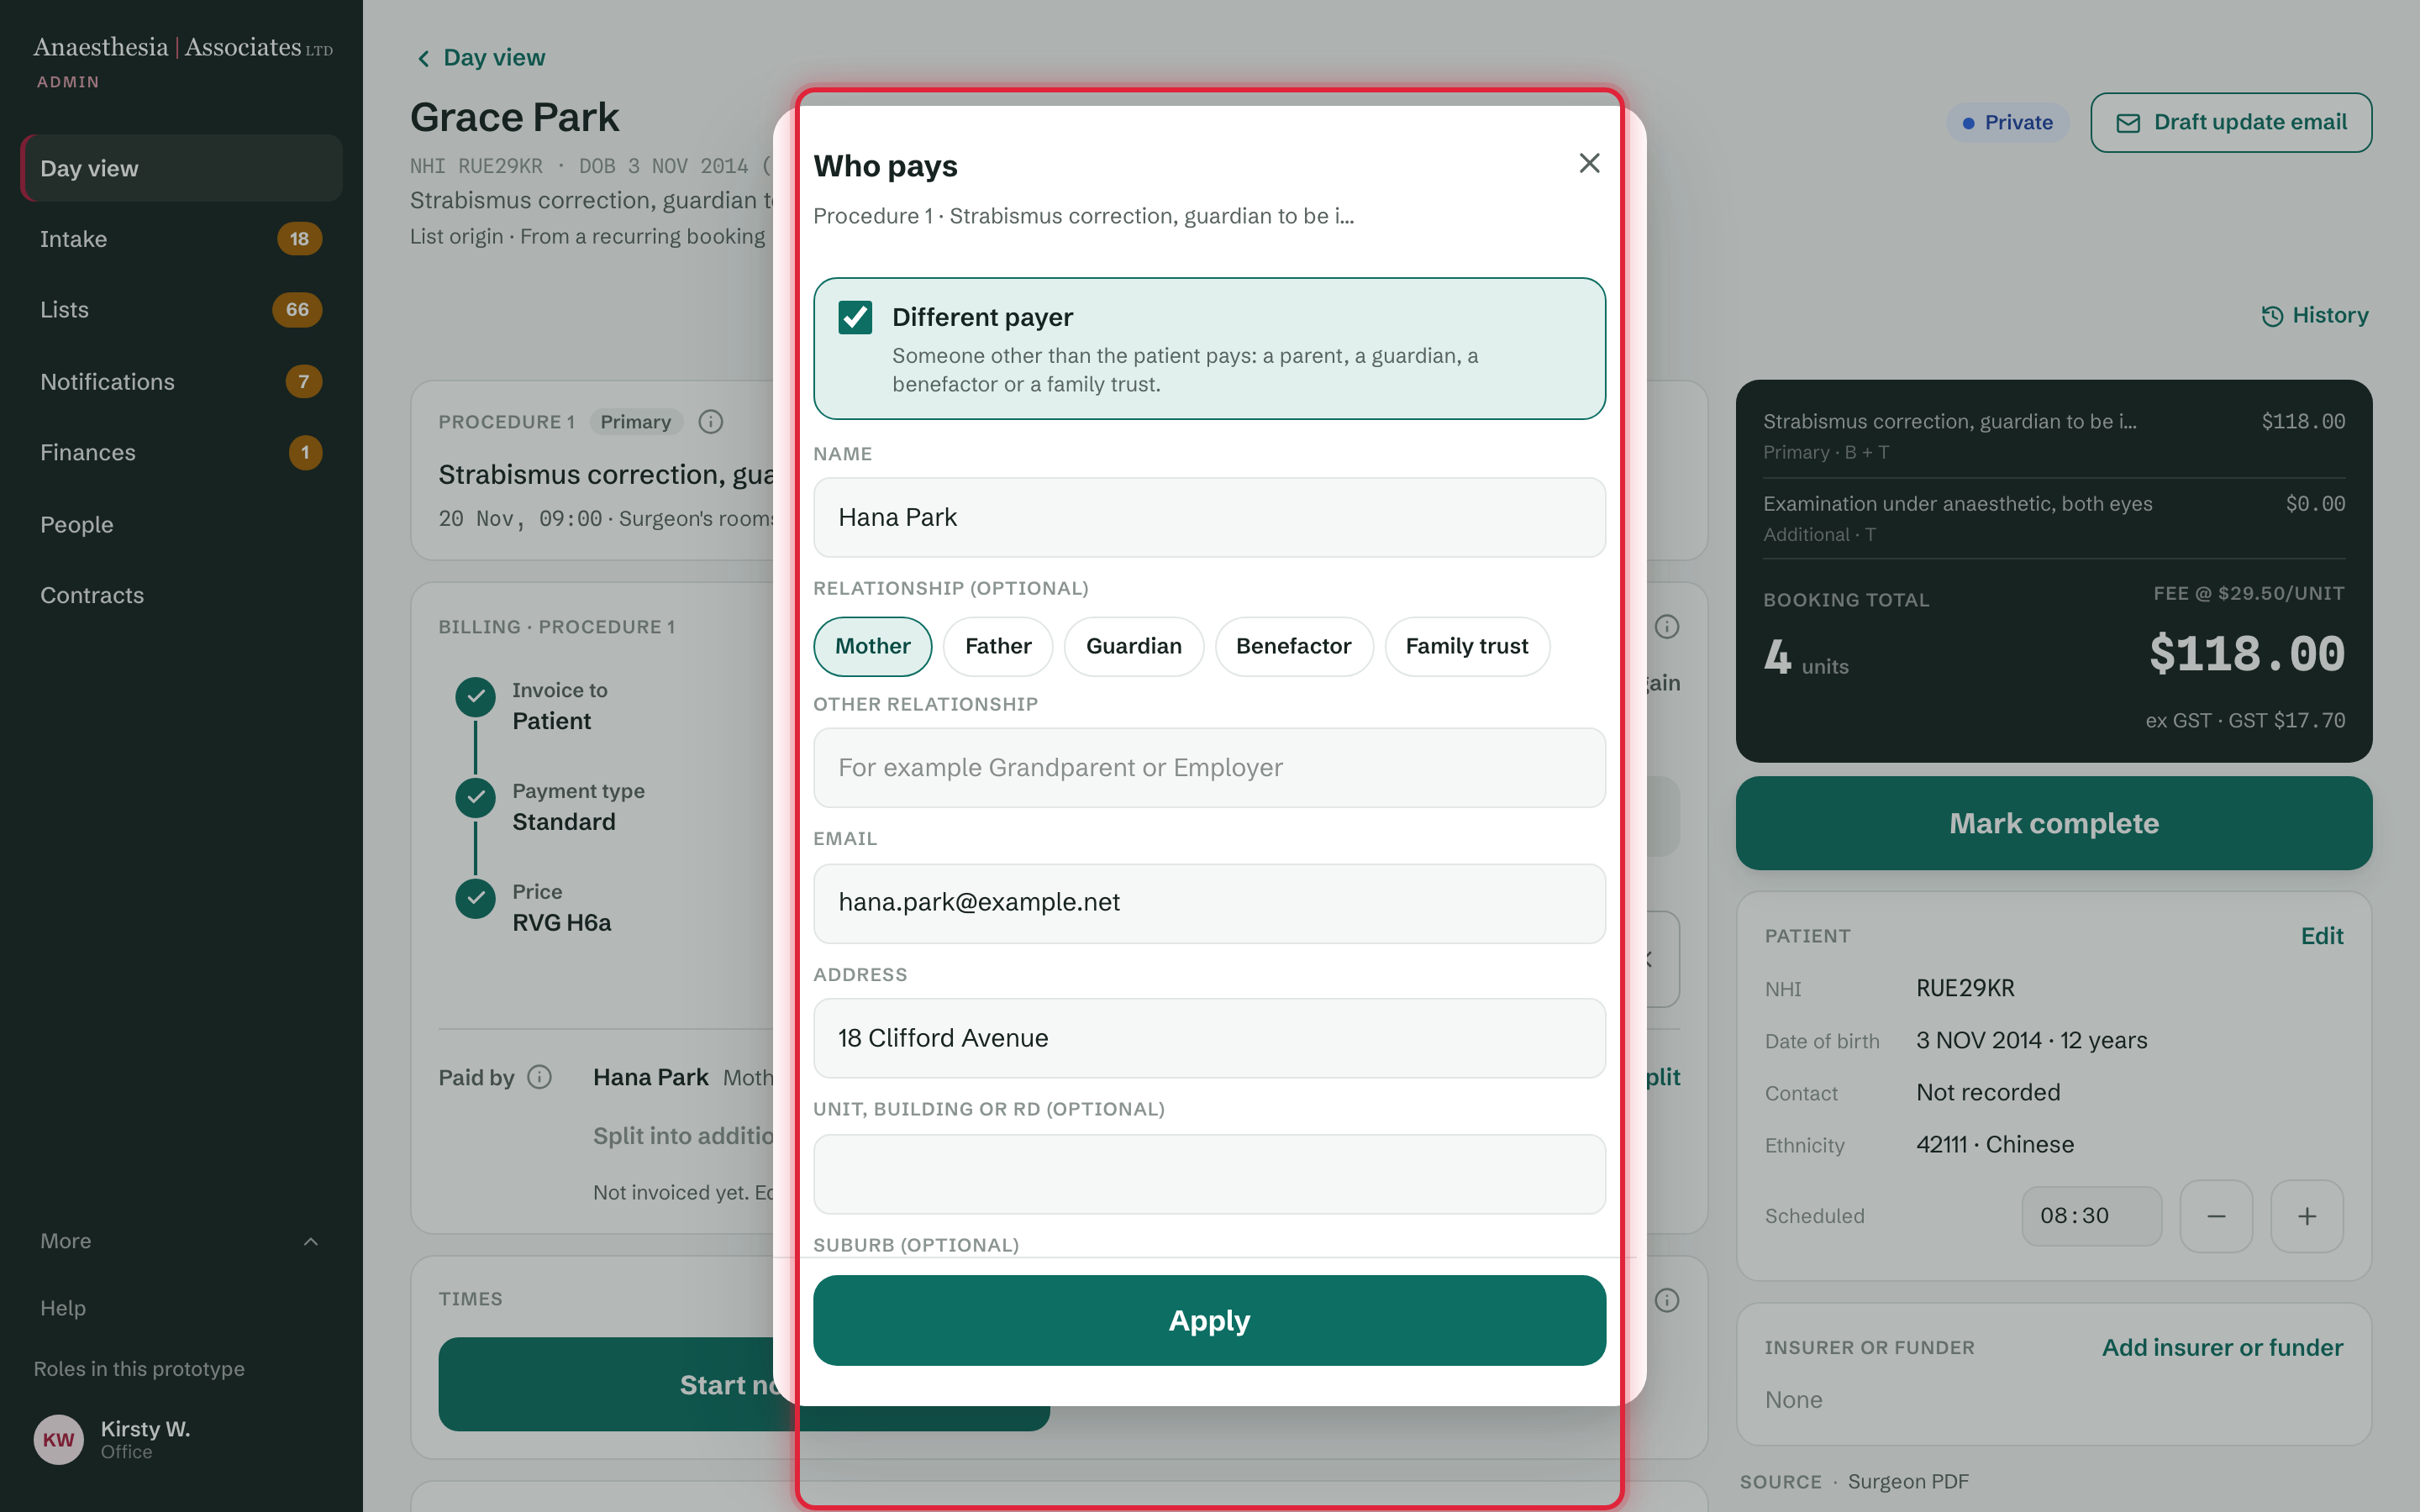 Anaesthesia | Associates LTD
ADMIN
Day view
Intake 18
Lists 66
Notifications 7
Finances 1
People
Contracts
More
Help
Roles in this prototype
KW
Kirsty W.
Office
Day view
Grace Park
NHI RUE29KR · DOB 3 NOV 2014 (
Strabismus correction, guardian
List origin · From a recurring booking
Private
Draft update email
History
PROCEDURE 1 Primary
Strabismus correction,
20 Nov, 09:00 · Surgeon's rooms
BILLING · PROCEDURE 1
Invoice to
Patient
Payment type
Standard
Price
RVG H6a
Paid by Hana Park
Split into
Not invoiced yet.
TIMES
Start
Who pays
Procedure 1 · Strabismus correction, guardian to be i...
Different payer
Someone other than the patient pays: a parent, a guardian, a
benefactor or a family trust.
NAME
Hana Park
RELATIONSHIP (OPTIONAL)
Mother Father Guardian Benefactor Family trust
OTHER RELATIONSHIP
For example Grandparent or Employer
EMAIL
hana.park@example.net
ADDRESS
18 Clifford Avenue
UNIT, BUILDING OR RD (OPTIONAL)
SUBURB (OPTIONAL)
Apply
Strabismus correction, guardian to be i... $118.00
Primary · B + T
Examination under anaesthetic, both eyes $0.00
Additional · T
BOOKING TOTAL FEE @ $29.50/UNIT
4 units $118.00
ex GST · GST $17.70
Mark complete
PATIENT Edit
NHI RUE29KR
Date of birth 3 NOV 2014 · 12 years
Contact Not recorded
Ethnicity 42111 · Chinese
Scheduled 08:30 − +
INSURER OR FUNDER Add insurer or funder
None
SOURCE · Surgeon PDF